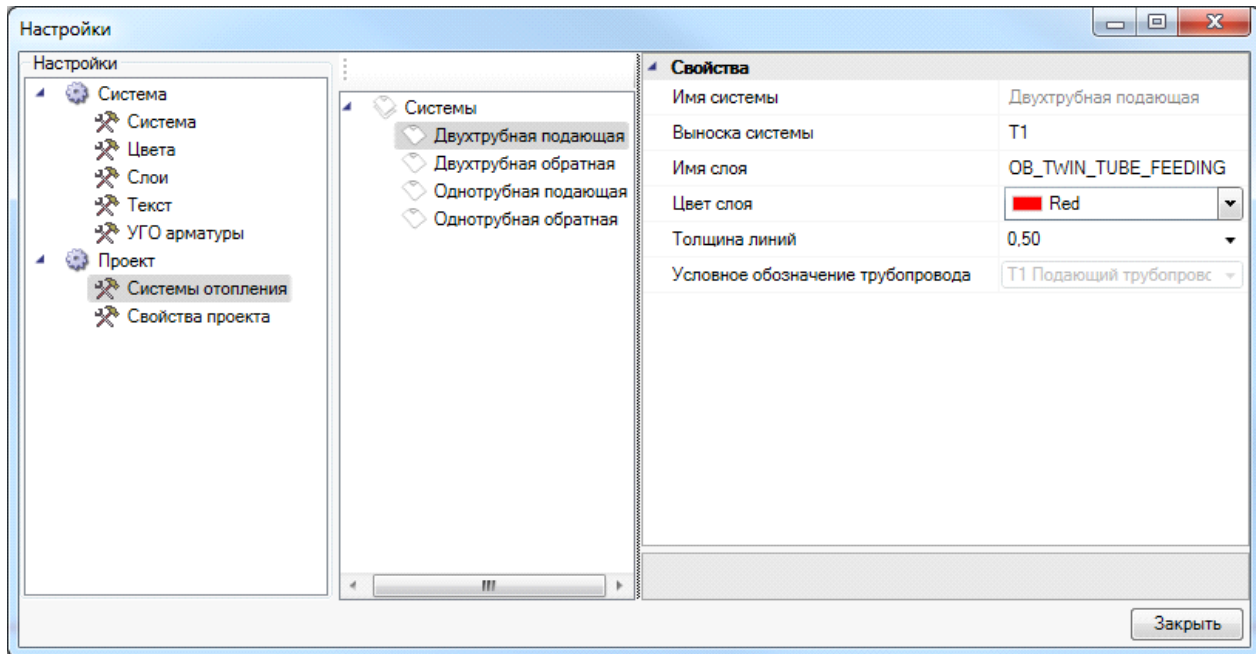 Настройки
Настройки
Система
Система
Цвета
Слои
Текст
УГО арматуры
Проект
Системы отопления
Свойства проекта
Системы
Двухтрубная подающая
Двухтрубная обратная
Однотрубная подающая
Однотрубная обратная
Свойства
Имя системы Двухтрубная подающая
Выноска системы T1
Имя слоя OB_TWIN_TUBE_FEEDING
Цвет слоя Red
Толщина линий 0,50
Условное обозначение трубопровода T1 Подающий трубопрово
Закрыть